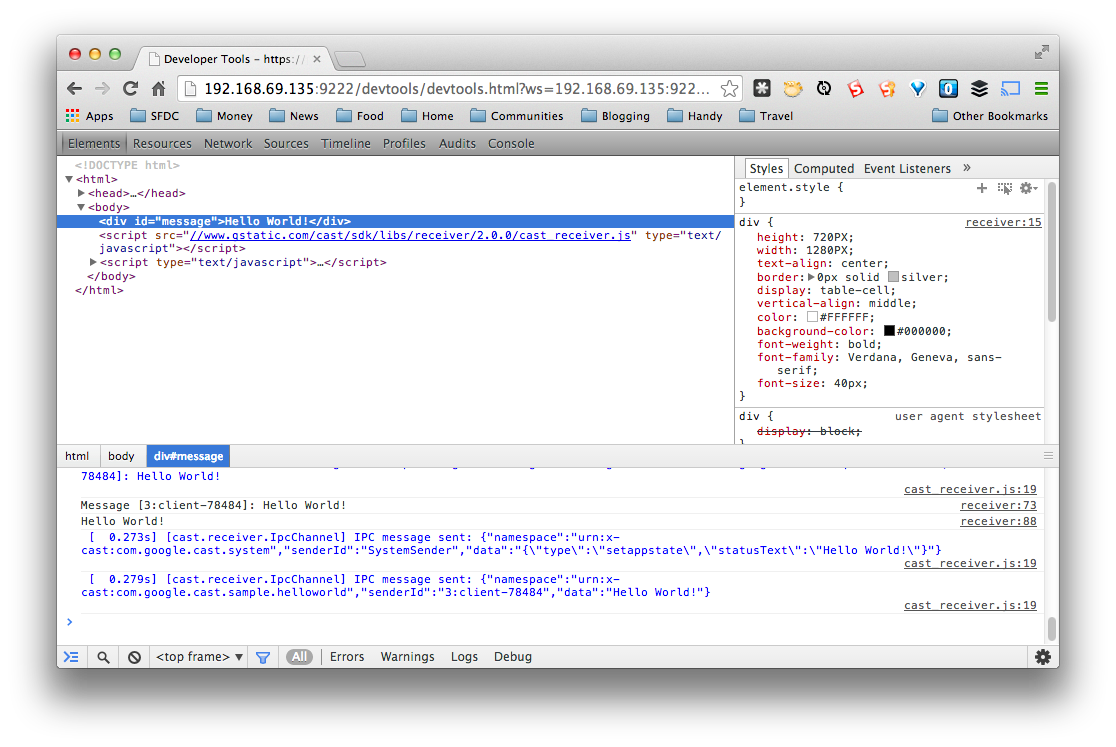 Developer Tools - https://
192.168.69.135:9222/devtools/devtools.html?ws=192.168.69.135:922...
Apps SFDC Money News Food Home Communities Blogging Handy Travel Other Bookmarks
Elements Resources Network Sources Timeline Profiles Audits Console
<!DOCTYPE html>
<html>
<head>…</head>
<body>
<div id="message">Hello World!</div>
<script src="//www.gstatic.com/cast/sdk/libs/receiver/2.0.0/cast_receiver.js" type="text/
javascript"></script>
<script type="text/javascript">…</script>
</body>
</html>
Styles Computed Event Listeners »
element.style {
}
div { receiver:15
height: 720PX;
width: 1280PX;
text-align: center;
border: 0px solid silver;
display: table-cell;
vertical-align: middle;
color: #FFFFFF;
background-color: #000000;
font-weight: bold;
font-family: Verdana, Geneva, sans-
serif;
font-size: 40px;
}
div { user agent stylesheet
display: block;
html body div#message
78484]: Hello World!
cast_receiver.js:19
Message [3:client-78484]: Hello World! receiver:73
Hello World! receiver:88
[ 0.273s] [cast.receiver.IpcChannel] IPC message sent: {"namespace":"urn:x-
cast:com.google.cast.system","senderId":"SystemSender","data":"{\"type\":\"setappstate\",\"statusText\":\"Hello World!\"}"}
cast_receiver.js:19
[ 0.279s] [cast.receiver.IpcChannel] IPC message sent: {"namespace":"urn:x-
cast:com.google.cast.sample.helloworld","senderId":"3:client-78484","data":"Hello World!"}
cast_receiver.js:19
>
<top frame> All Errors Warnings Logs Debug